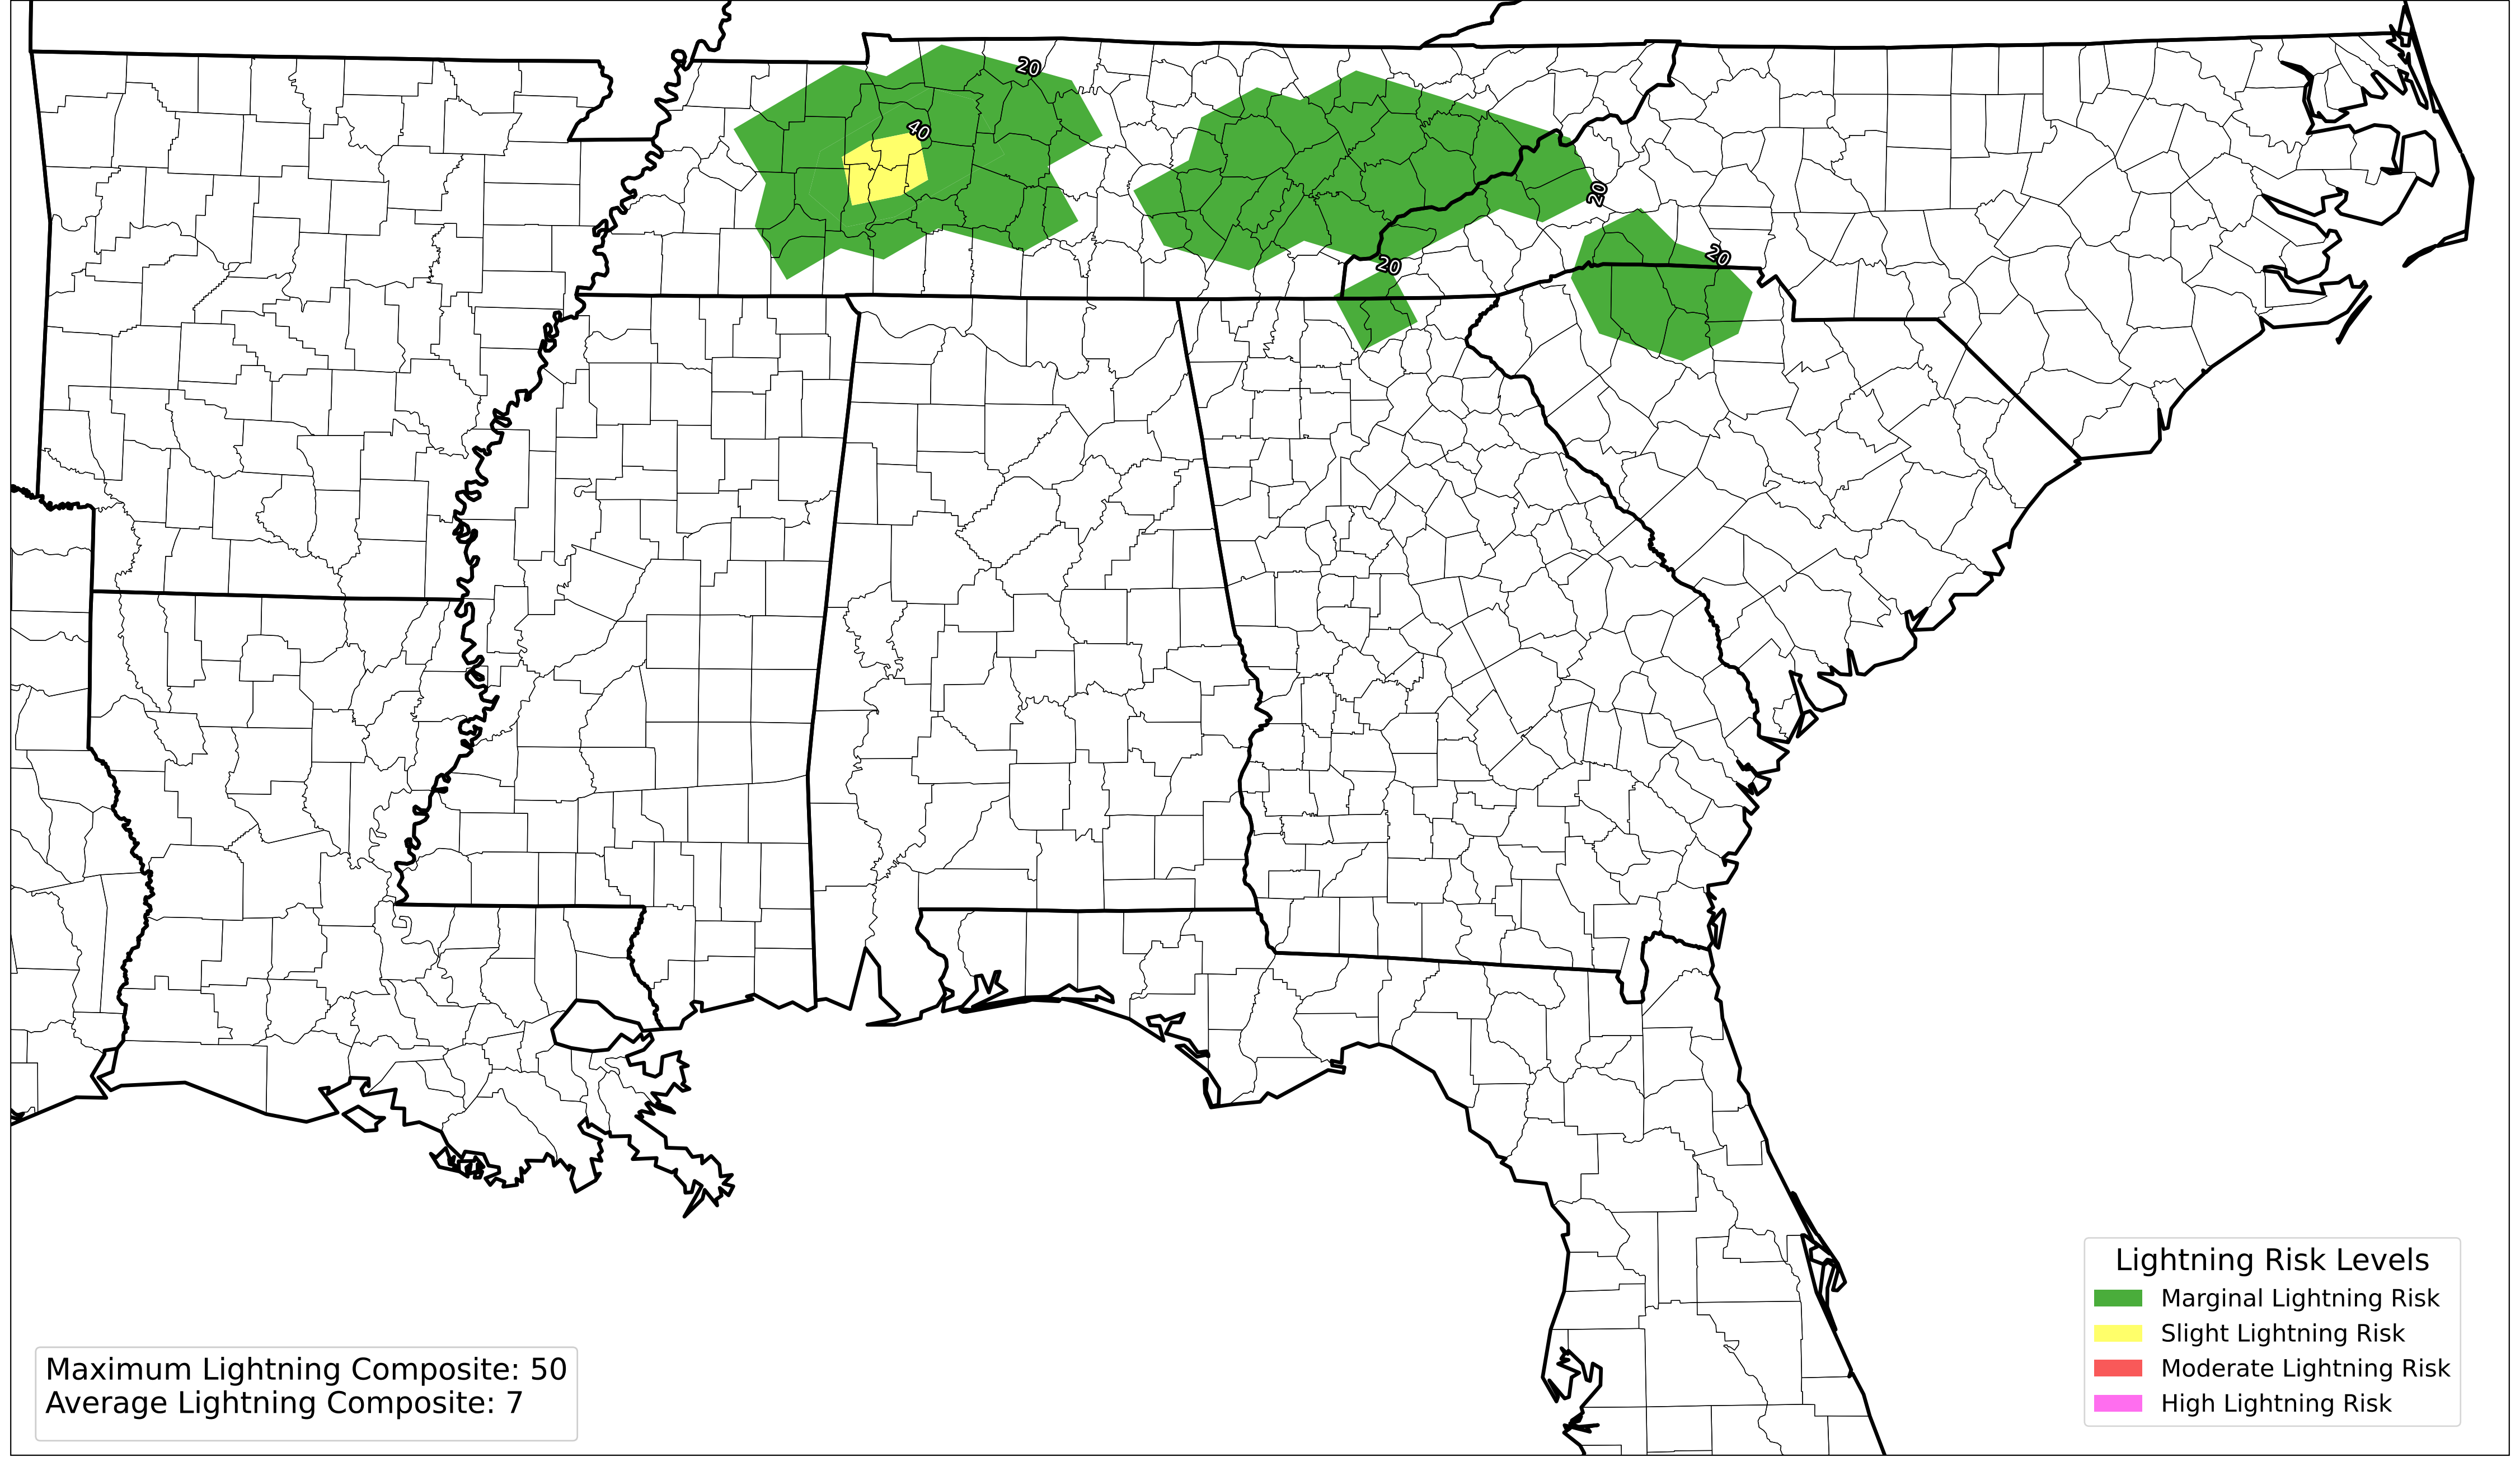 20
40
20
20
20
Lightning Risk Levels
Marginal Lightning Risk
Slight Lightning Risk
Moderate Lightning Risk
High Lightning Risk
Maximum Lightning Composite: 50
Average Lightning Composite: 7